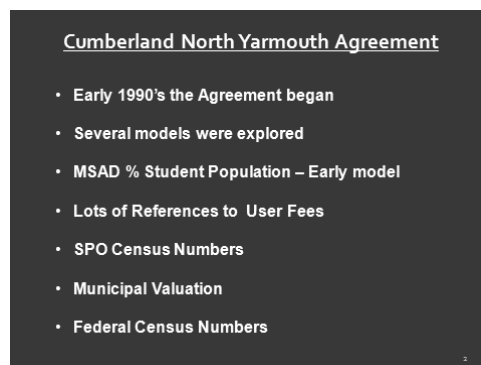 Cumberland North Yarmouth Agreement
• Early 1990's the Agreement began
• Several models were explored
• MSAD % Student Population – Early model
• Lots of References to User Fees
• SPO Census Numbers
• Municipal Valuation
• Federal Census Numbers
2